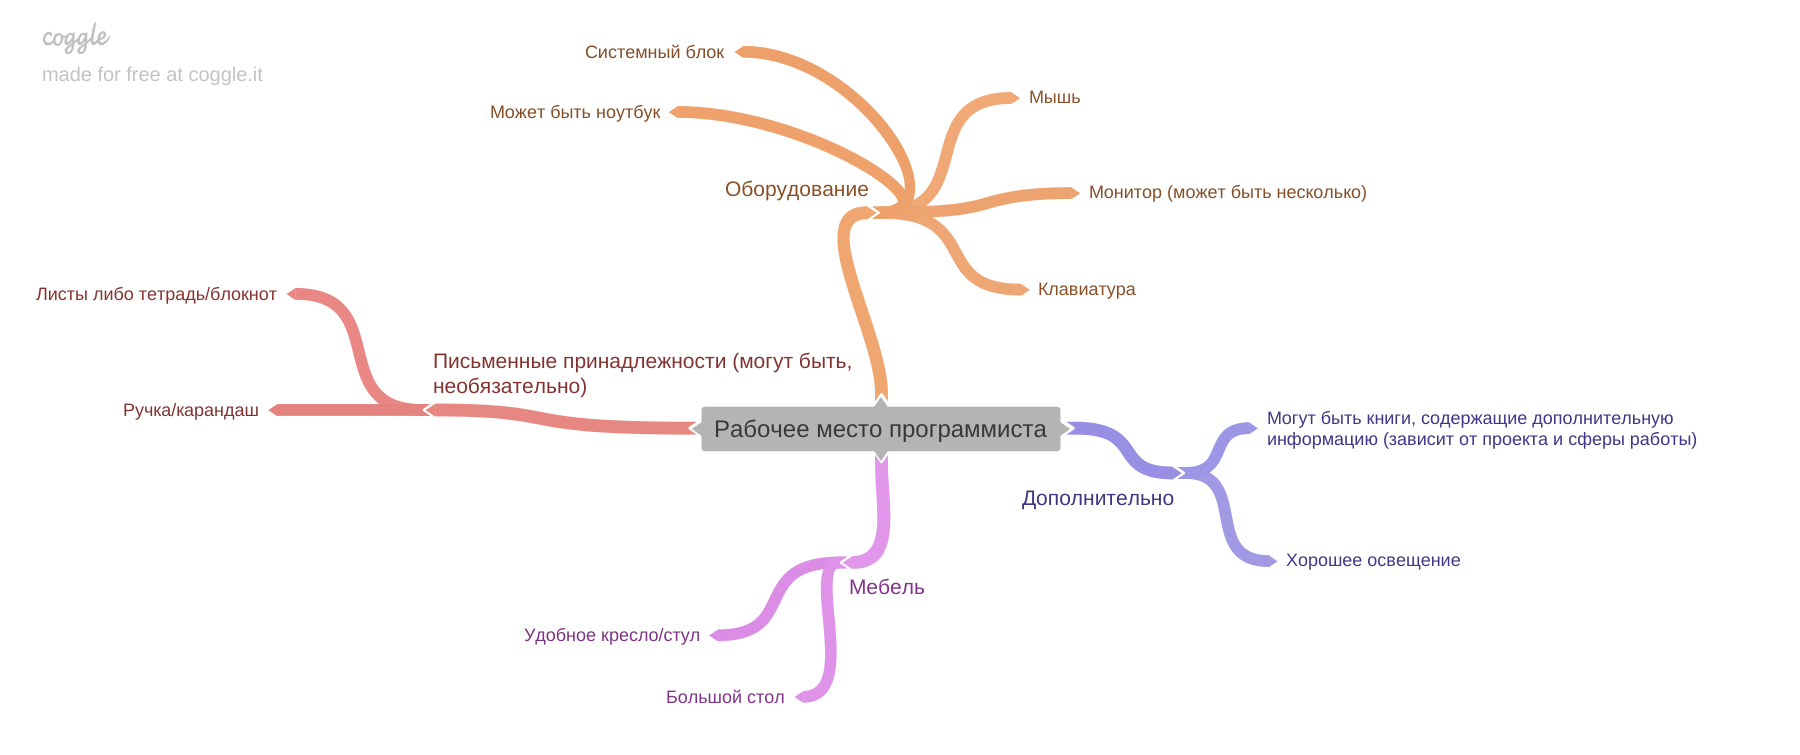 coggle
made for free at coggle.it
Системный блок
Может быть ноутбук
Мышь
Оборудование
Монитор (может быть несколько)
Клавиатура
Листы либо тетрадь/блокнот
Письменные принадлежности (могут быть,
необязательно)
Ручка/карандаш
Рабочее место программиста
Могут быть книги, содержащие дополнительную
информацию (зависит от проекта и сферы работы)
Дополнительно
Хорошее освещение
Мебель
Удобное кресло/стул
Большой стол